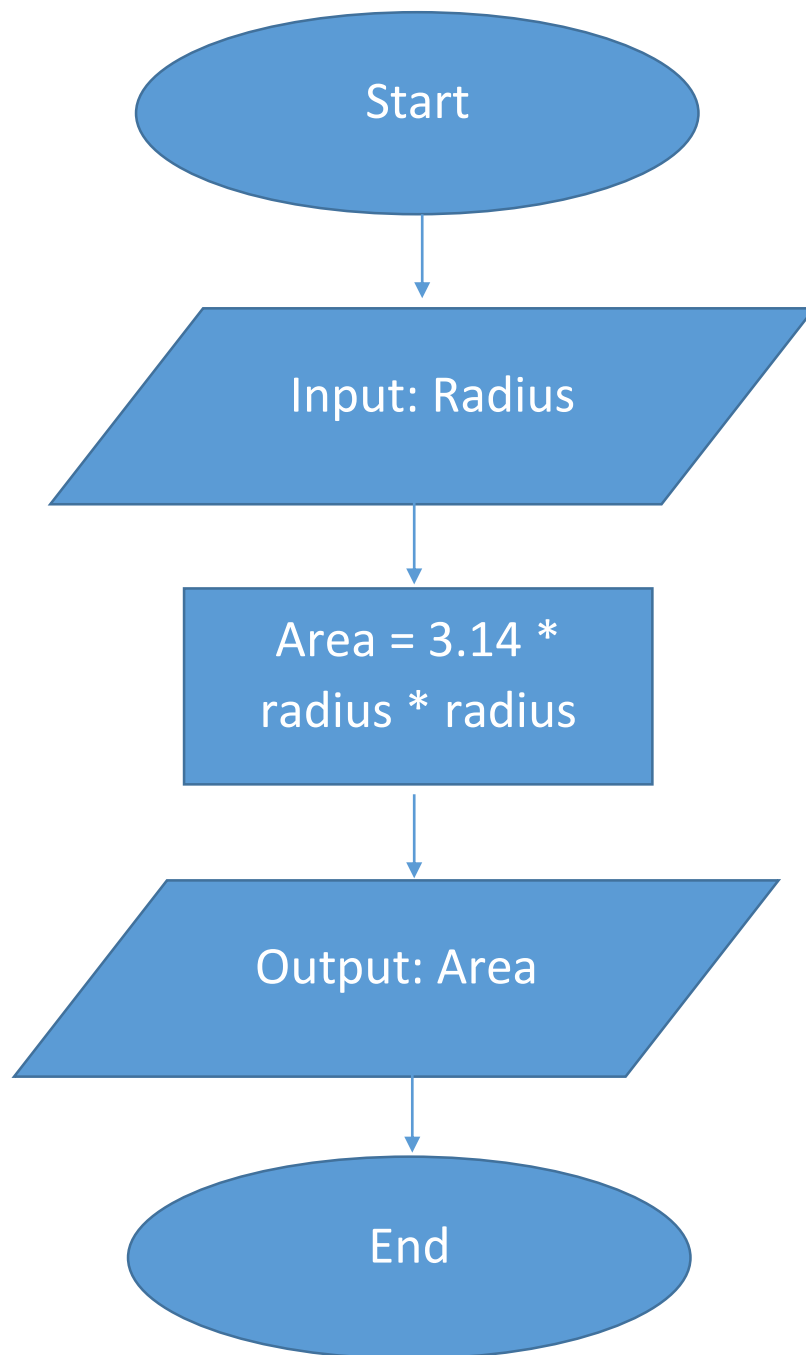 Start
Input: Radius
Area = 3.14 *
radius * radius
Output: Area
End